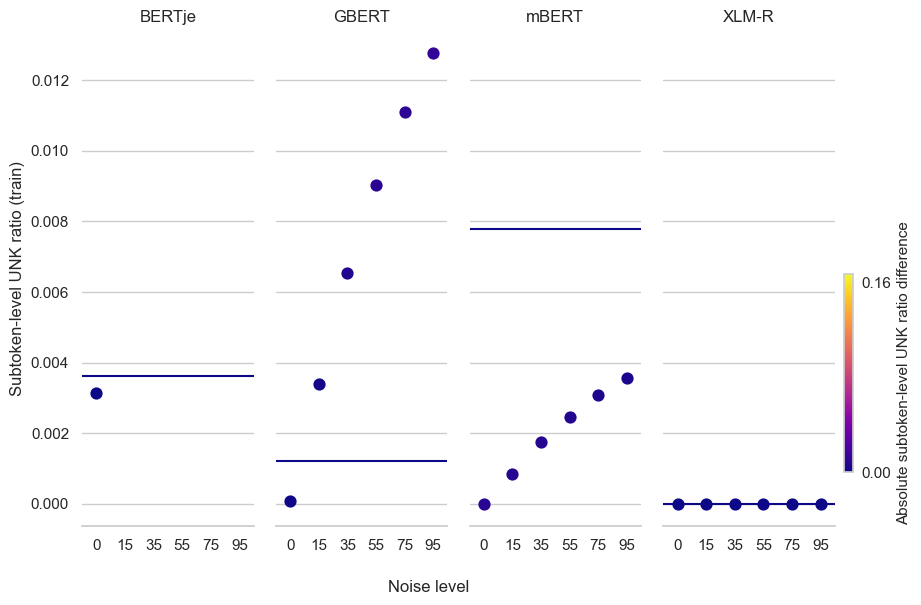 BERTje GBERT mBERT XLM-R
Subtoken-level UNK ratio (train)
0.012
0.010
0.008
0.006
0.004
0.002
0.000
0 15 35 55 75 95 0 15 35 55 75 95 0 15 35 55 75 95 0 15 35 55 75 95
Noise level
0.16
0.00
Absolute subtoken-level UNK ratio difference